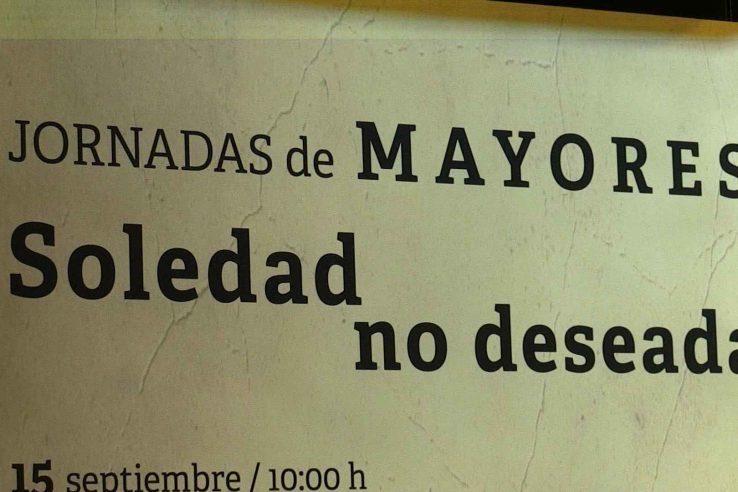 JORNADAS de MAYORES
Soledad
no deseada
15 septiembre / 10:00 h